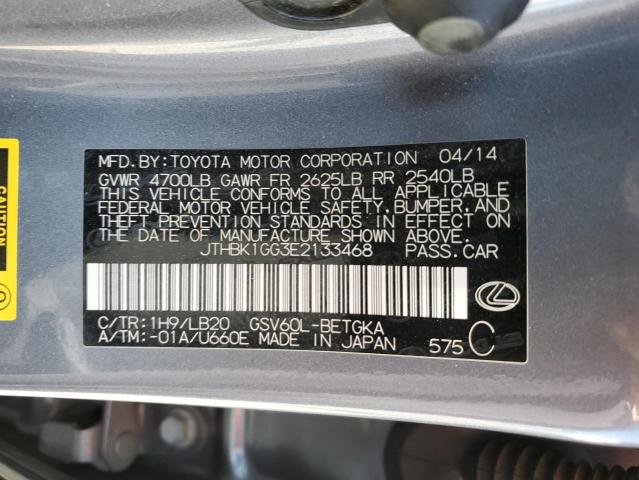 MFD.BY:TOYOTA MOTOR CORPORATION 04/14
GVWR 4700LB GAWR FR 2625LB RR 2540LB
THIS VEHICLE CONFORMS TO ALL APPLICABLE
FEDERAL MOTOR VEHICLE SAFETY, BUMPER, AND
THEFT PREVENTION STANDARDS IN EFFECT ON
THE DATE OF MANUFACTURE SHOWN ABOVE.
JTHBK1GG3E2133468 PASS.CAR
C/TR:1H9/LB20 GSV60L-BETGKA
A/TM:-01A/U660E MADE IN JAPAN 575 C
CAUTION